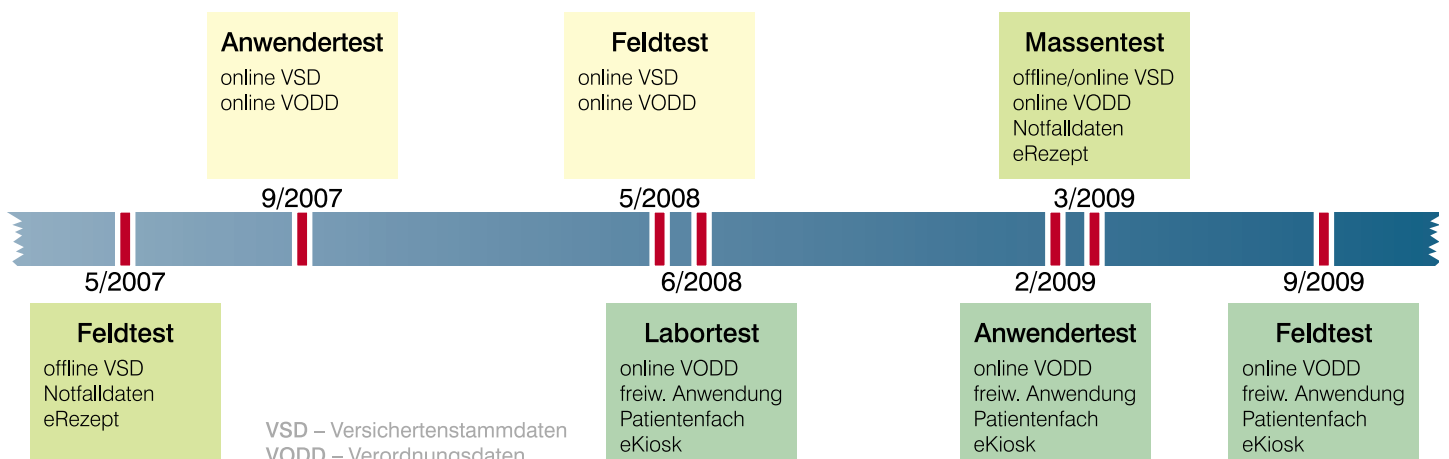 Anwendertest
online VSD
online VODD
Feldtest
online VSD
online VODD
Massentest
offline/online VSD
online VODD
Notfalldaten
eRezept
9/2007
5/2008
3/2009
5/2007
6/2008
2/2009
9/2009
Feldtest
offline VSD
Notfalldaten
eRezept
VSD – Versichertenstammdaten
VODD – Verordnungsdaten
Labortest
online VODD
freiw. Anwendung
Patientenfach
eKiosk
Anwendertest
online VODD
freiw. Anwendung
Patientenfach
eKiosk
Feldtest
online VODD
freiw. Anwendung
Patientenfach
eKiosk